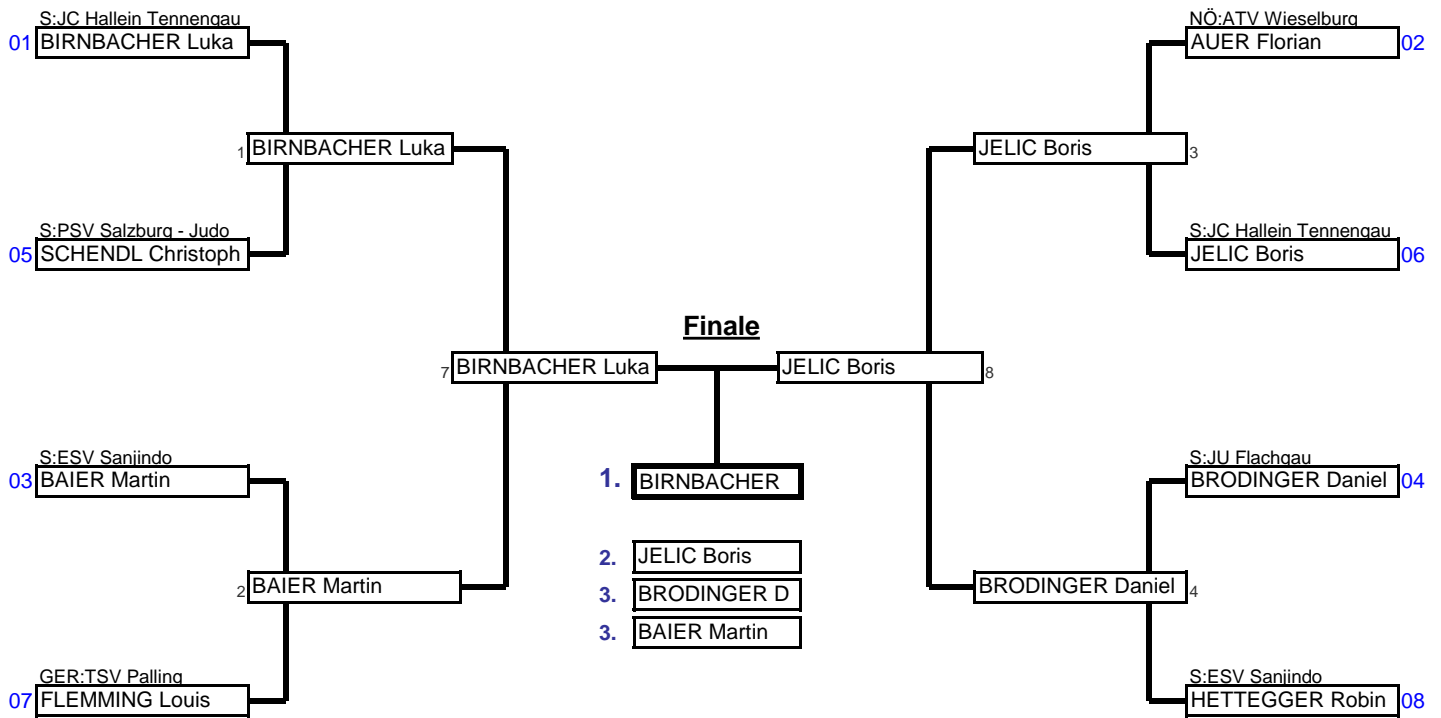 S:JC Hallein Tennengau
01 BIRNBACHER Luka
NÖ:ATV Wieselburg
AUER Florian 02
1 BIRNBACHER Luka
JELIC Boris 3
S:PSV Salzburg - Judo
05 SCHENDL Christoph
S:JC Hallein Tennengau
JELIC Boris 06
Finale
7 BIRNBACHER Luka
JELIC Boris 8
S:ESV Sanjindo
03 BAIER Martin
1. BIRNBACHER
S:JU Flachgau
BRODINGER Daniel 04
2. JELIC Boris
2 BAIER Martin
3. BRODINGER D
BRODINGER Daniel 4
3. BAIER Martin
GER:TSV Palling
07 FLEMMING Louis
S:ESV Sanjindo
HETTEGGER Robin 08